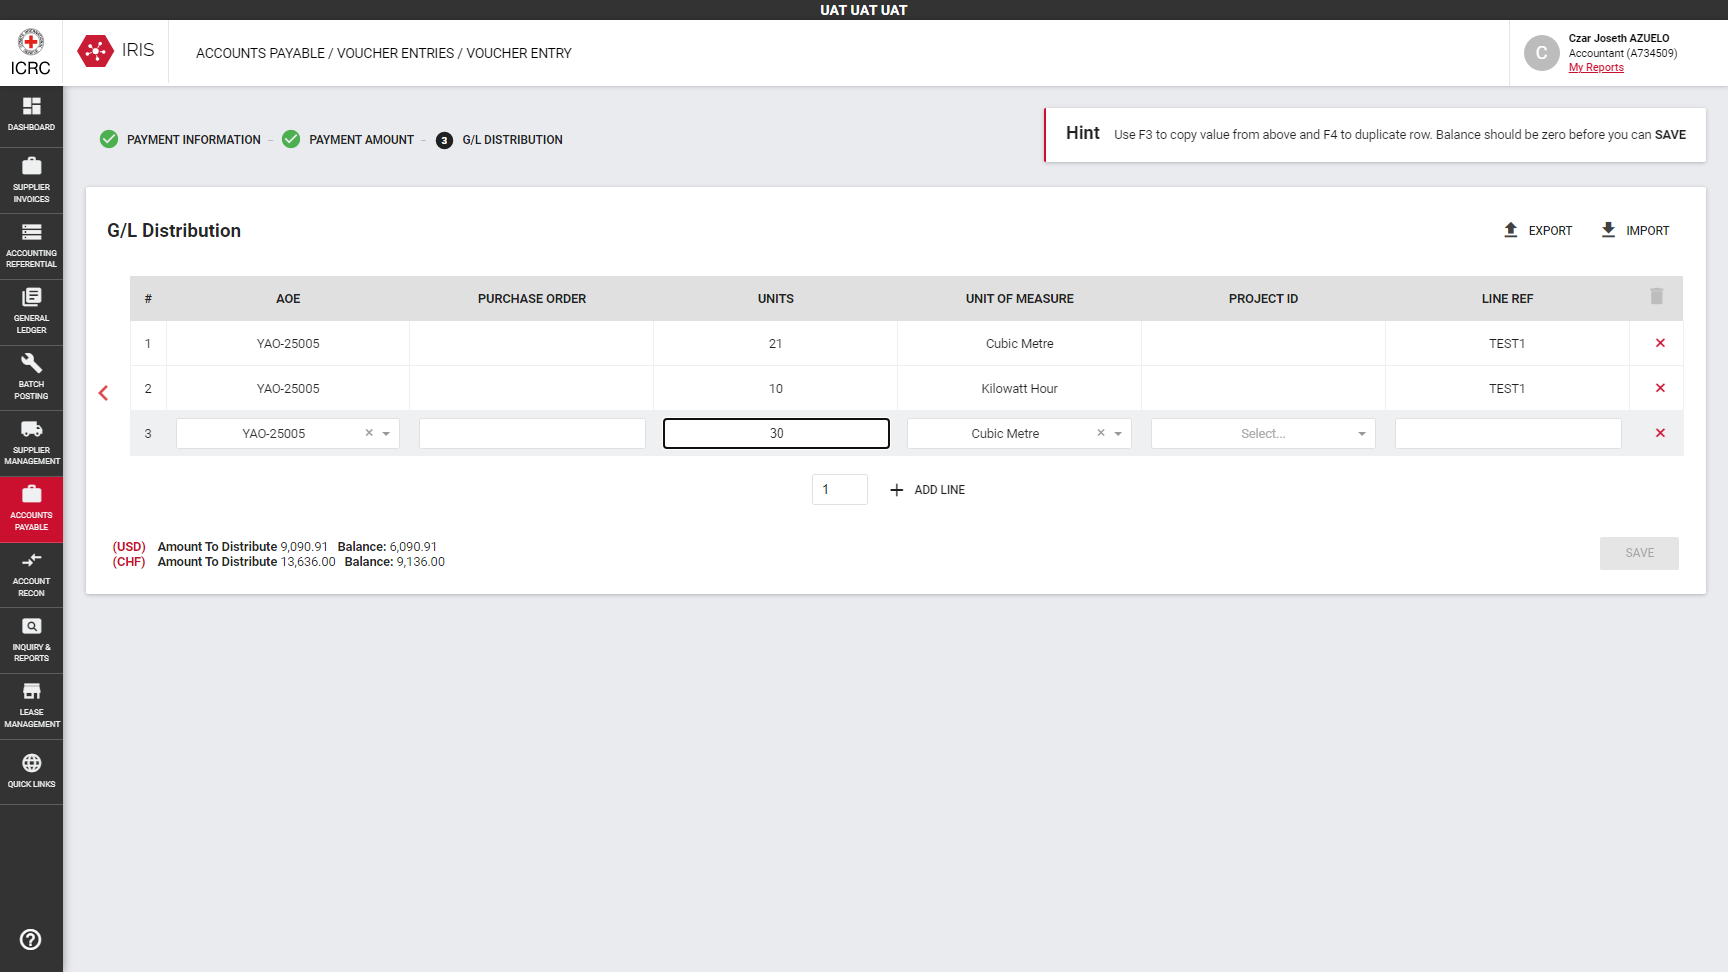 UAT UAT UAT
ICRC
IRIS
ACCOUNTS PAYABLE / VOUCHER ENTRIES / VOUCHER ENTRY
C
Czar Joseth AZUELO
Accountant (A734509)
My Reports
DASHBOARD
SUPPLIER
INVOICES
ACCOUNTING
REFERENTIAL
GENERAL
LEDGER
BATCH
POSTING
SUPPLIER
MANAGEMENT
ACCOUNTS
PAYABLE
ACCOUNT
RECON
INQUIRY &
REPORTS
LEASE
MANAGEMENT
QUICK LINKS
PAYMENT INFORMATION – PAYMENT AMOUNT – 3 G/L DISTRIBUTION
Hint Use F3 to copy value from above and F4 to duplicate row. Balance should be zero before you can SAVE
G/L Distribution
EXPORT IMPORT
# AOE PURCHASE ORDER UNITS UNIT OF MEASURE PROJECT ID LINE REF
1 YAO-25005 21 Cubic Metre TEST1
2 YAO-25005 10 Kilowatt Hour TEST1
3 YAO-25005 30 Cubic Metre Select...
1 ADD LINE
(USD) Amount To Distribute 9,090.91 Balance: 6,090.91
(CHF) Amount To Distribute 13,636.00 Balance: 9,136.00
SAVE